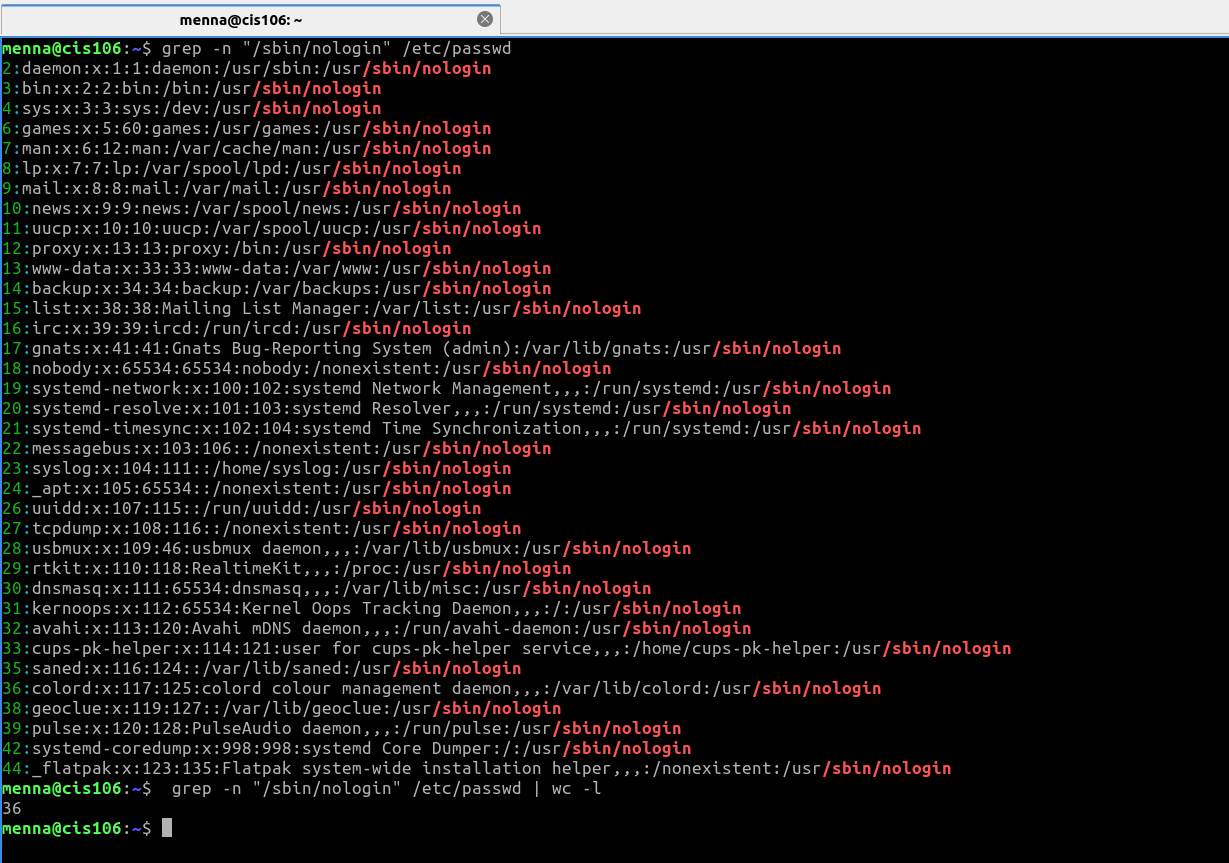 menna@cis106: ~
menna@cis106:~$ grep -n "/sbin/nologin" /etc/passwd
2:daemon:x:1:1:daemon:/usr/sbin:/usr/sbin/nologin
3:bin:x:2:2:bin:/bin:/usr/sbin/nologin
4:sys:x:3:3:sys:/dev:/usr/sbin/nologin
6:games:x:5:60:games:/usr/games:/usr/sbin/nologin
7:man:x:6:12:man:/var/cache/man:/usr/sbin/nologin
8:lp:x:7:7:lp:/var/spool/lpd:/usr/sbin/nologin
9:mail:x:8:8:mail:/var/mail:/usr/sbin/nologin
10:news:x:9:9:news:/var/spool/news:/usr/sbin/nologin
11:uucp:x:10:10:uucp:/var/spool/uucp:/usr/sbin/nologin
12:proxy:x:13:13:proxy:/bin:/usr/sbin/nologin
13:www-data:x:33:33:www-data:/var/www:/usr/sbin/nologin
14:backup:x:34:34:backup:/var/backups:/usr/sbin/nologin
15:list:x:38:38:Mailing List Manager:/var/list:/usr/sbin/nologin
16:irc:x:39:39:ircd:/run/ircd:/usr/sbin/nologin
17:gnats:x:41:41:Gnats Bug-Reporting System (admin):/var/lib/gnats:/usr/sbin/nologin
18:nobody:x:65534:65534:nobody:/nonexistent:/usr/sbin/nologin
19:systemd-network:x:100:102:systemd Network Management,,,:/run/systemd:/usr/sbin/nologin
20:systemd-resolve:x:101:103:systemd Resolver,,,:/run/systemd:/usr/sbin/nologin
21:systemd-timesync:x:102:104:systemd Time Synchronization,,,:/run/systemd:/usr/sbin/nologin
22:messagebus:x:103:106::/nonexistent:/usr/sbin/nologin
23:syslog:x:104:111::/home/syslog:/usr/sbin/nologin
24:_apt:x:105:65534::/nonexistent:/usr/sbin/nologin
26:uuidd:x:107:115::/run/uuidd:/usr/sbin/nologin
27:tcpdump:x:108:116::/nonexistent:/usr/sbin/nologin
28:usbmux:x:109:46:usbmux daemon,,,:/var/lib/usbmux:/usr/sbin/nologin
29:rtkit:x:110:118:RealtimeKit,,,:/proc:/usr/sbin/nologin
30:dnsmasq:x:111:65534:dnsmasq,,,:/var/lib/misc:/usr/sbin/nologin
31:kernoops:x:112:65534:Kernel Oops Tracking Daemon,,,:/:/usr/sbin/nologin
32:avahi:x:113:120:Avahi mDNS daemon,,,:/run/avahi-daemon:/usr/sbin/nologin
33:cups-pk-helper:x:114:121:user for cups-pk-helper service,,,:/home/cups-pk-helper:/usr/sbin/nologin
35:saned:x:116:124::/var/lib/saned:/usr/sbin/nologin
36:colord:x:117:125:colord colour management daemon,,,:/var/lib/colord:/usr/sbin/nologin
38:geoclue:x:119:127::/var/lib/geoclue:/usr/sbin/nologin
39:pulse:x:120:128:PulseAudio daemon,,,:/run/pulse:/usr/sbin/nologin
42:systemd-coredump:x:998:998:systemd Core Dumper:/:/usr/sbin/nologin
44:_flatpak:x:123:135:Flatpak system-wide installation helper,,,:/nonexistent:/usr/sbin/nologin
menna@cis106:~$  grep -n "/sbin/nologin" /etc/passwd | wc -l
36
menna@cis106:~$